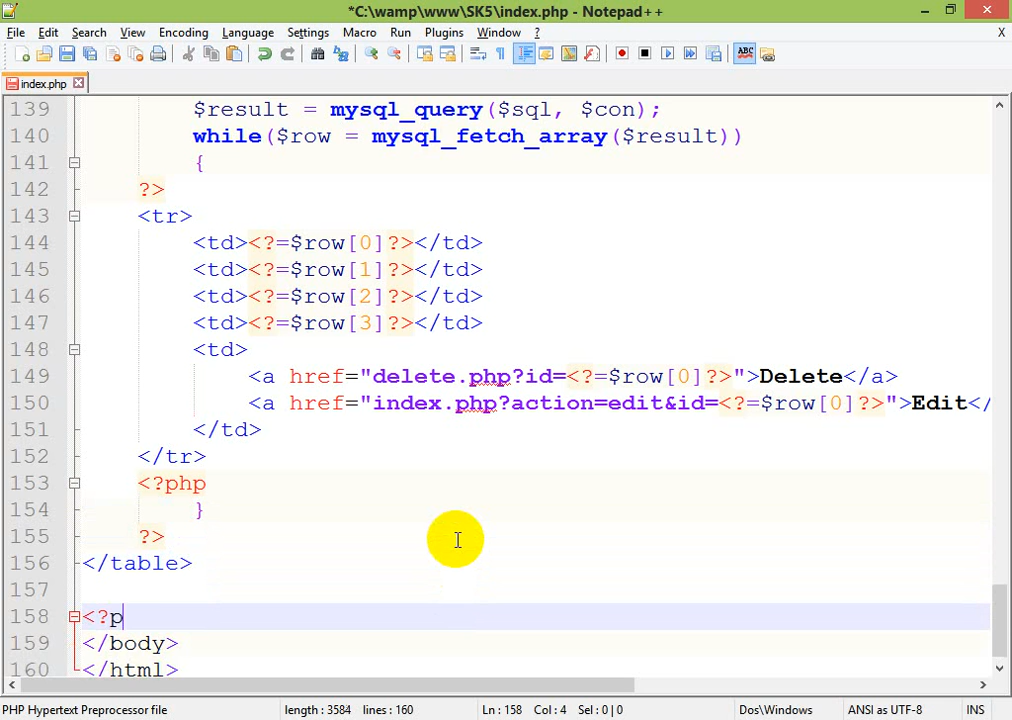 *C:\wamp\www\SK5\index.php - Notepad++
File Edit Search View Encoding Language Settings Macro Run Plugins Window ? X
ABC
index.php
139 $result = mysql_query($sql, $con);
140 while($row = mysql_fetch_array($result))
141 {
142 ?>
143 <tr>
144 <td><?=$row[0]?></td>
145 <td><?=$row[1]?></td>
146 <td><?=$row[2]?></td>
147 <td><?=$row[3]?></td>
148 <td>
149 <a href="delete.php?id=<?=$row[0]?>">Delete</a>
150 <a href="index.php?action=edit&id=<?=$row[0]?>">Edit</
151 </td>
152 </tr>
153 <?php
154 }
155 ?>
156 </table>
157
158 <?p
159 </body>
160 </html>
PHP Hypertext Preprocessor file length : 3584 lines : 160 Ln : 158 Col : 4 Sel : 0 | 0 Dos\Windows ANSI as UTF-8 INS